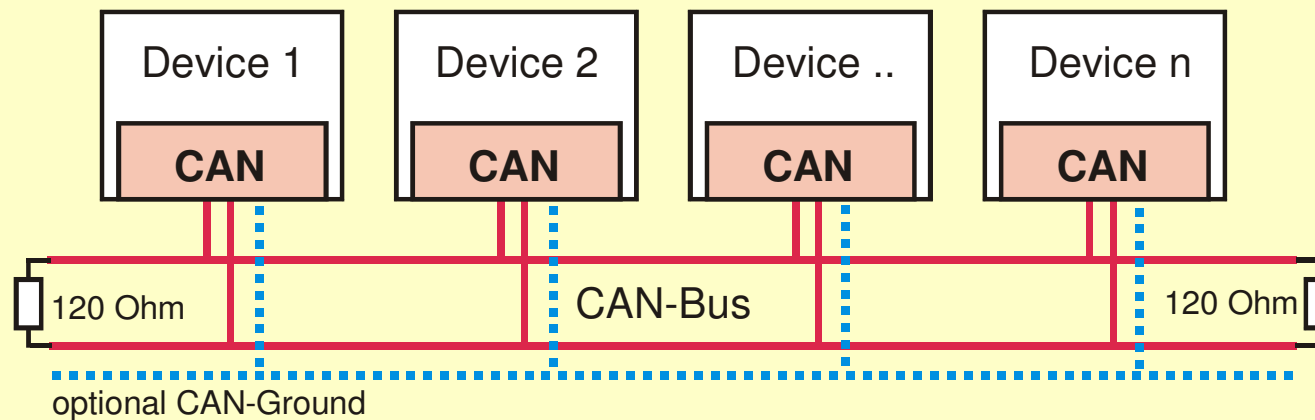 Device 1
Device 2
Device ..
Device n
CAN
CAN
CAN
CAN
120 Ohm
CAN-Bus
120 Ohm
optional CAN-Ground